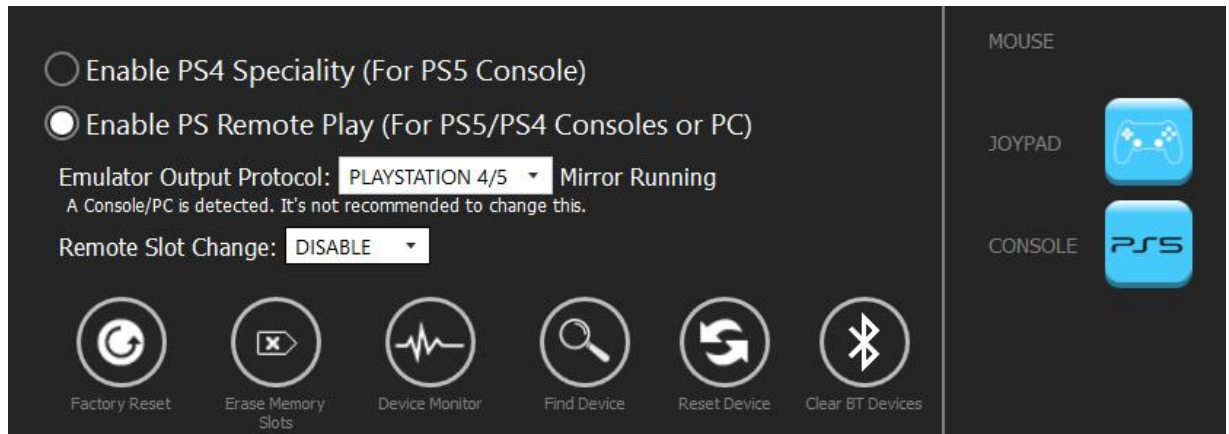 Enable PS4 Speciality (For PS5 Console)
Enable PS Remote Play (For PS5/PS4 Consoles or PC)
Emulator Output Protocol: PLAYSTATION 4/5 Mirror Running
A Console/PC is detected. It's not recommended to change this.
Remote Slot Change: DISABLE
Factory Reset
Erase Memory
Slots
Device Monitor
Find Device
Reset Device
Clear BT Devices
MOUSE
JOYPAD
CONSOLE PS5